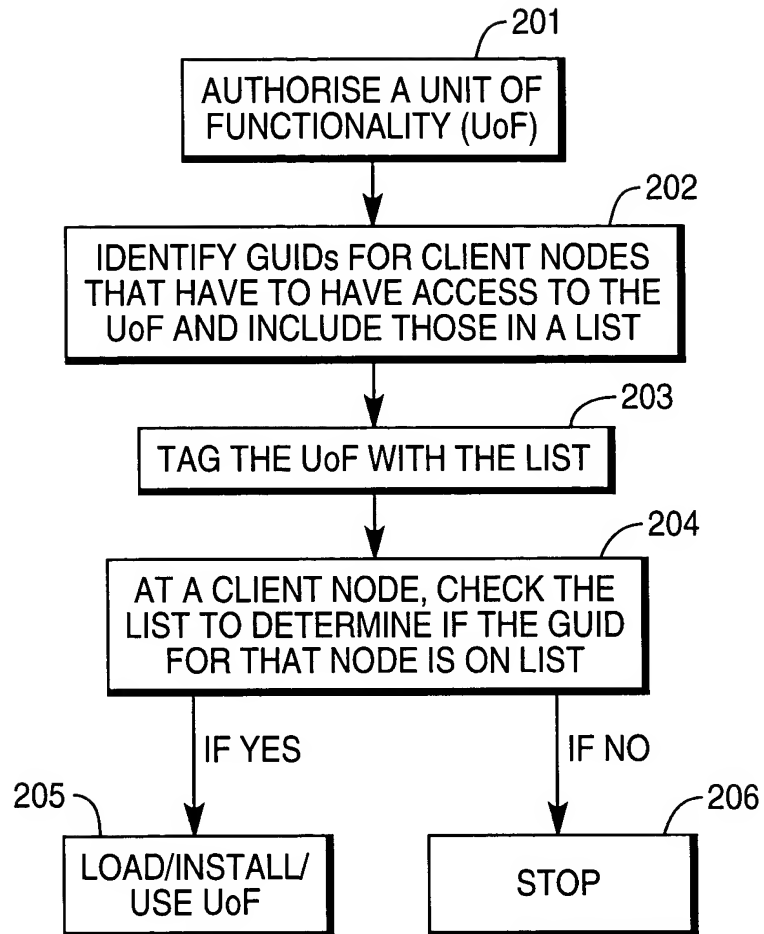 201
AUTHORISE A UNIT OF
FUNCTIONALITY (UoF)
202
IDENTIFY GUIDs FOR CLIENT NODES
THAT HAVE TO HAVE ACCESS TO THE
UoF AND INCLUDE THOSE IN A LIST
203
TAG THE UoF WITH THE LIST
204
AT A CLIENT NODE, CHECK THE
LIST TO DETERMINE IF THE GUID
FOR THAT NODE IS ON LIST
IF YES
IF NO
205
LOAD/INSTALL/
USE UoF
206
STOP